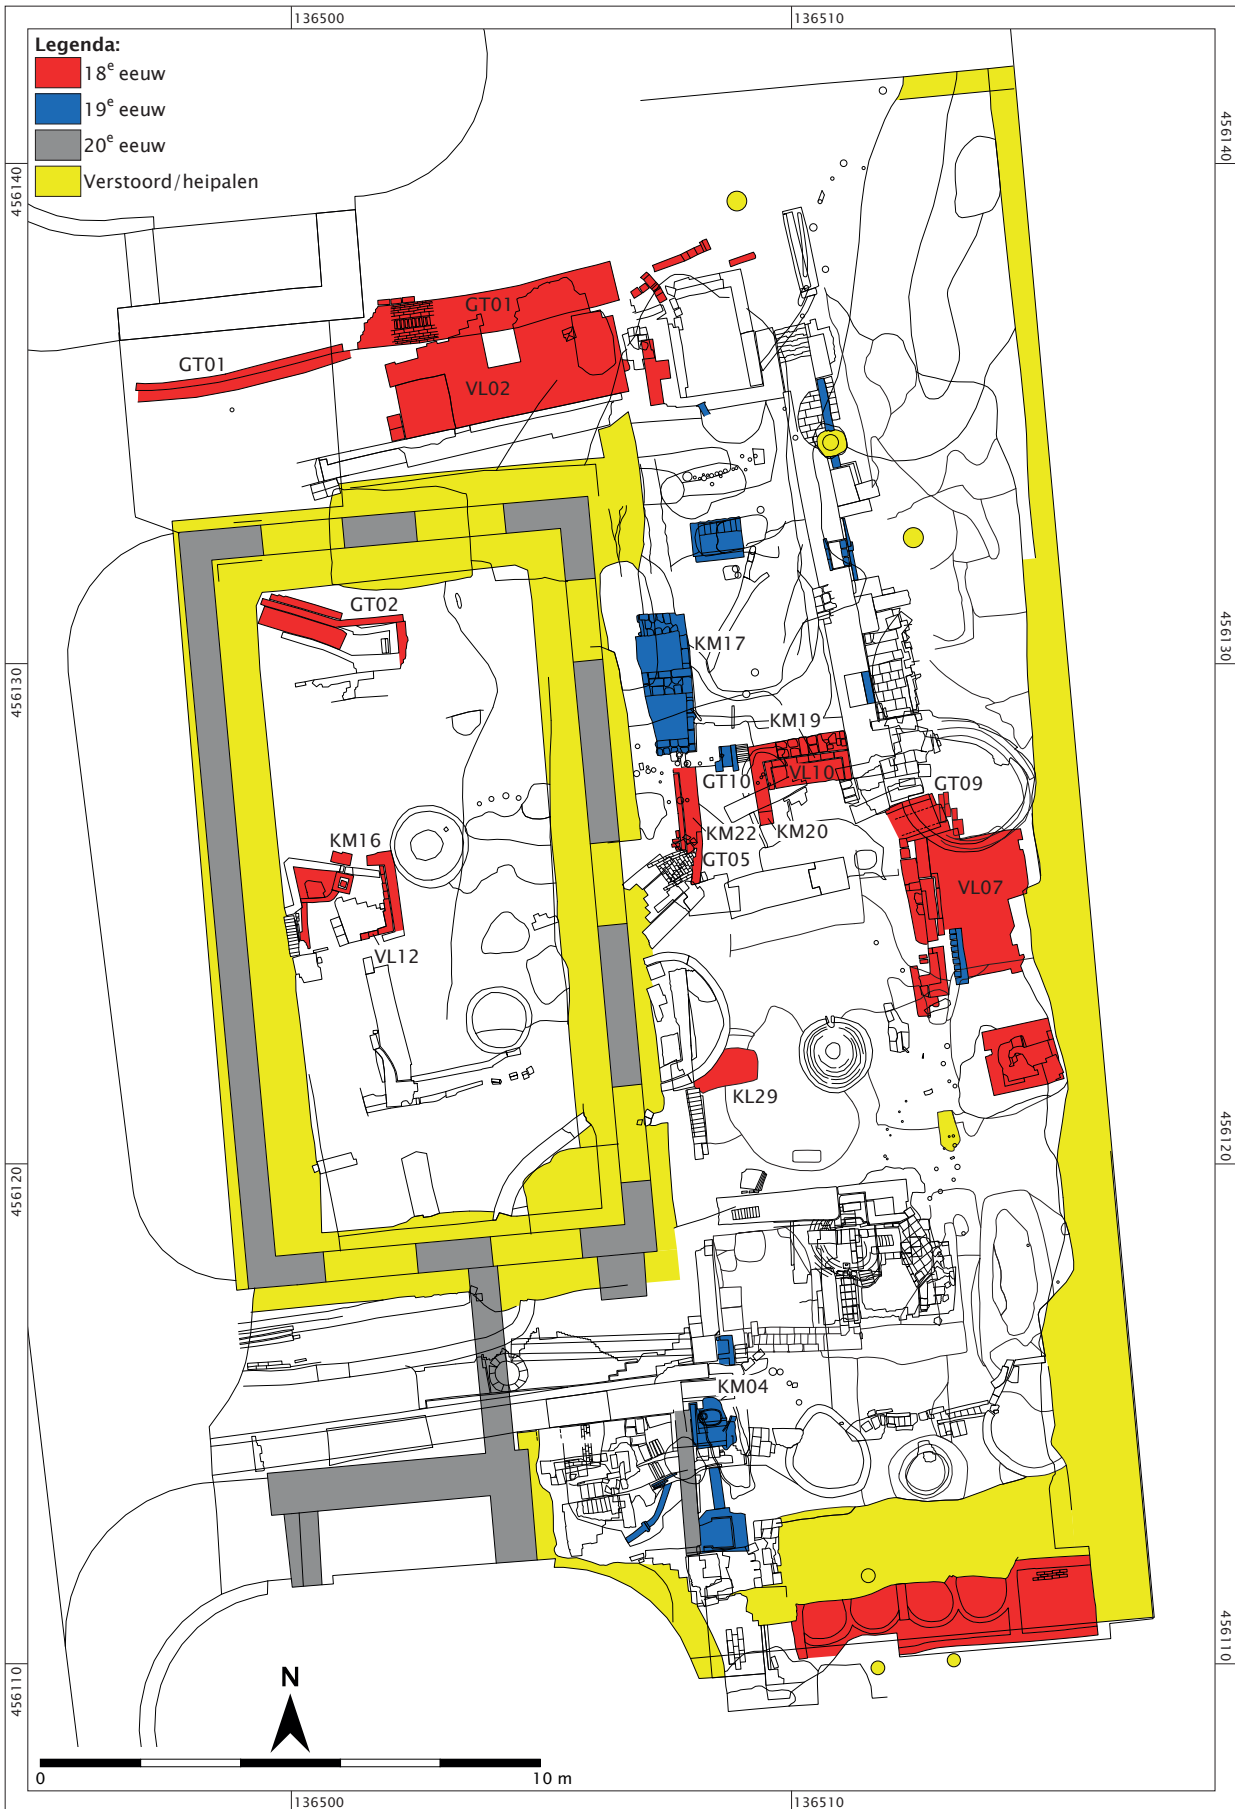 136500
136510
Legenda:
18e eeuw
19e eeuw
20e eeuw
Verstoord/heipalen
456140
456140
GT01
GT01
VL02
GT02
KM17
456130
456130
KM19
GT10
VL10
GT09
KM22
KM20
KM16
GT05
VL07
VL12
KL29
456120
456120
KM04
456110
456110
N
0
10 m
136500
136510